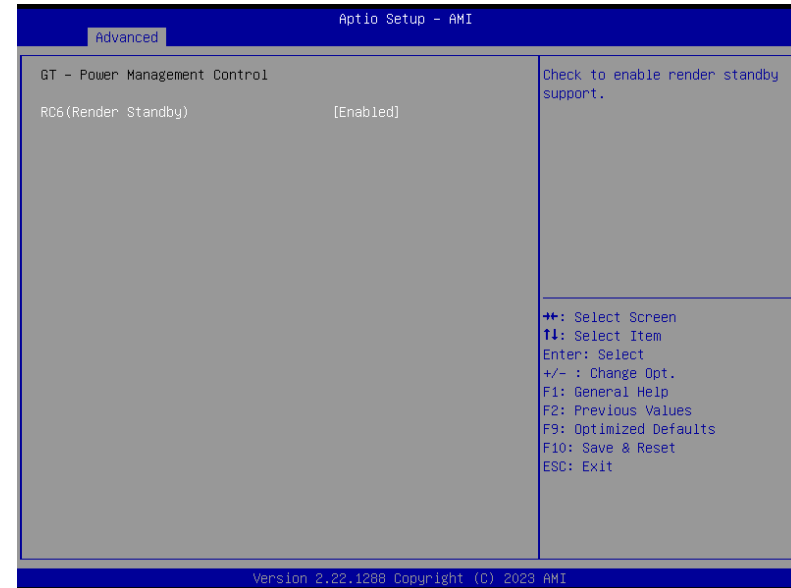 Aptio Setup – AMI
Advanced
GT – Power Management Control
RC6(Render Standby) [Enabled]
Check to enable render standby
support.
→←: Select Screen
↑↓: Select Item
Enter: Select
+/- : Change Opt.
F1: General Help
F2: Previous Values
F9: Optimized Defaults
F10: Save & Reset
ESC: Exit
Version 2.22.1288 Copyright (C) 2023 AMI